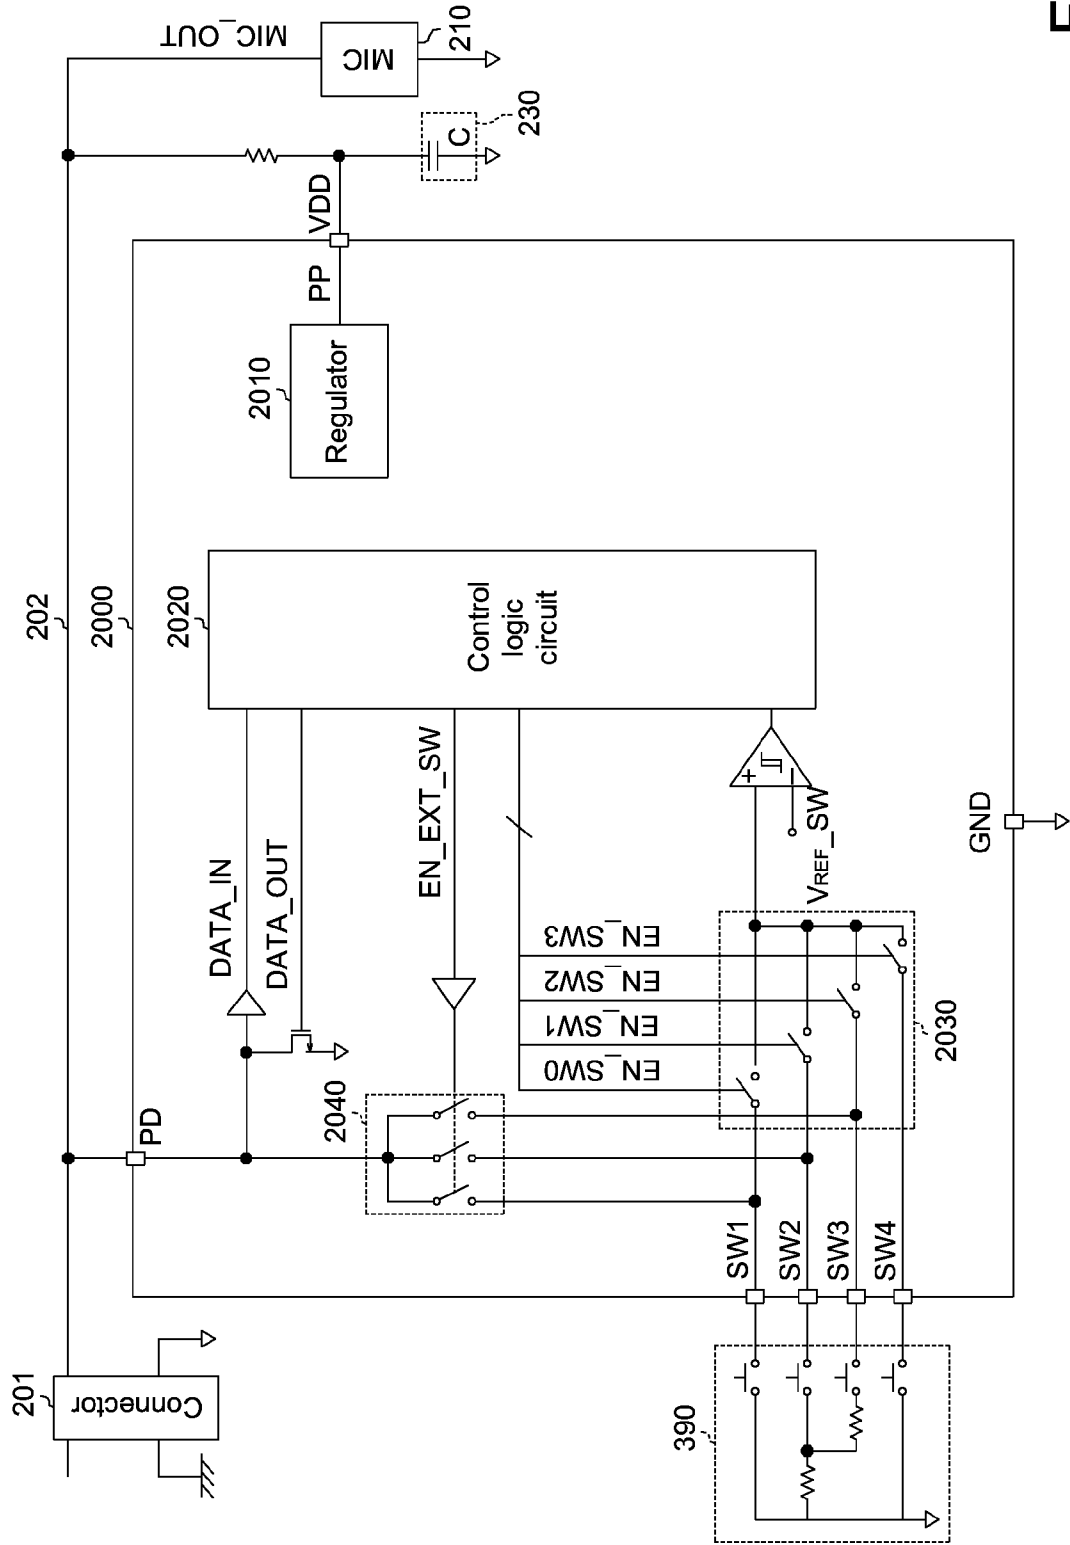 201
Connector
202
MIC_OUT
MIC
210
230
C
VDD
PP
2010
Regulator
2000
2020
Control
logic
circuit
PD
DATA_IN
DATA_OUT
EN_EXT_SW
2040
EN_SW3
EN_SW2
EN_SW1
EN_SW0
2030
+
−
VREF_SW
GND
SW1
SW2
SW3
SW4
390